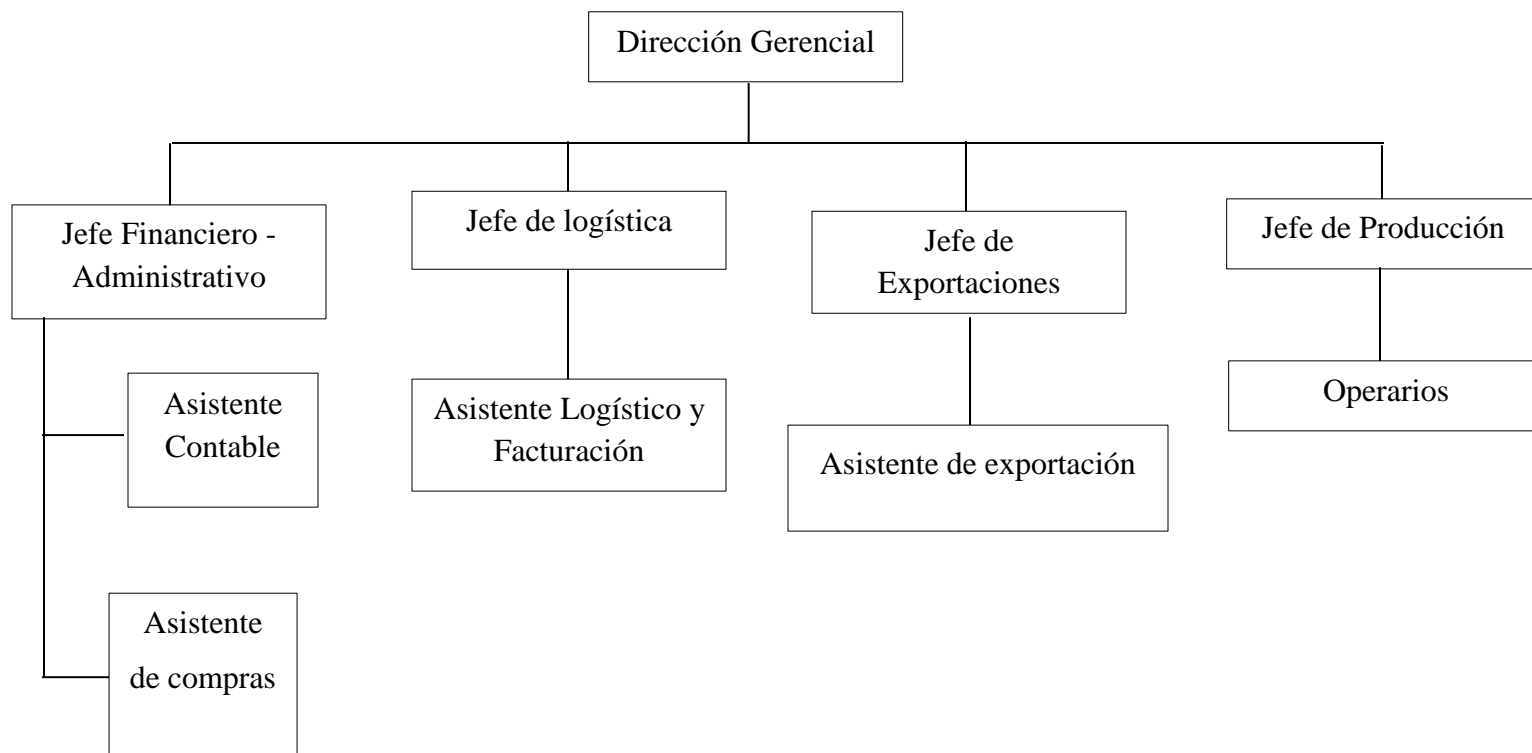 Dirección Gerencial
Jefe Financiero -
Administrativo
Jefe de logística
Jefe de
Exportaciones
Jefe de Producción
Asistente
Contable
Asistente Logístico y
Facturación
Asistente de exportación
Operarios
Asistente
de compras